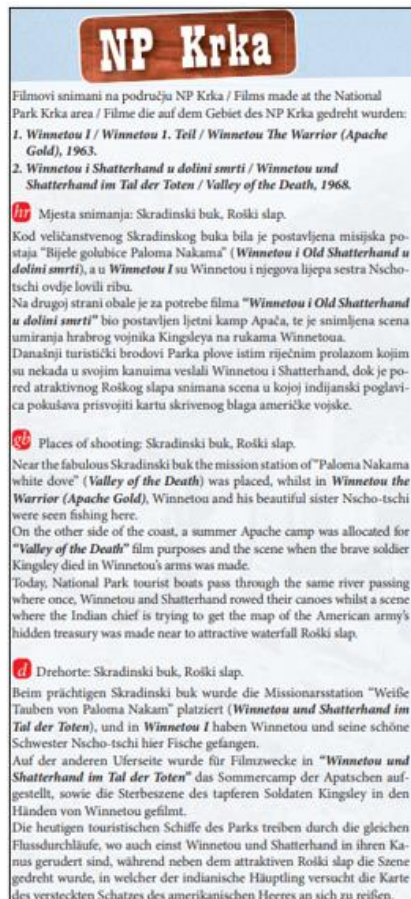 NP Krka
Filmovi snimani na području NP Krka / Films made at the National
Park Krka area / Filme die auf dem Gebiet des NP Krka gedreht wurden:
1. Winnetou I / Winnetou 1. Teil / Winnetou The Warrior (Apache
Gold), 1963.
2. Winnetou i Shatterhand u dolini smrti / Winnetou und
Shatterhand im Tal der Toten / Valley of the Death, 1968.
hr Mjesta snimanja: Skradinski buk, Roški slap.
Kod veličanstvenog Skradinskog buka bila je postavljena misijska po-
staja "Bijele golubice Paloma Nakama" (Winnetou i Old Shatterhand u
dolini smrti), a u Winnetou I su Winnetou i njegova lijepa sestra Nscho-
tschi ovdje lovili ribu.
Na drugoj strani obale je za potrebe filma "Winnetou i Old Shatterhand
u dolini smrti" bio postavljen ljetni kamp Apača, te je snimljena scena
umiranja hrabrog vojnika Kingsleya na rukama Winnetoua.
Današnji turistički brodovi Parka plove istim riječnim prolazom kojim
su nekada u svojim kanuima veslali Winnetou i Shatterhand, dok je po-
red atraktivnog Roškog slapa snimana scena u kojoj indijanski poglavi-
ca pokušava prisvojiti kartu skrivenog blaga američke vojske.
gb Places of shooting: Skradinski buk, Roški slap.
Near the fabulous Skradinski buk the mission station of "Paloma Nakama
white dove" (Valley of the Death) was placed, whilst in Winnetou the
Warrior (Apache Gold), Winnetou and his beautiful sister Nscho-tschi
were seen fishing here.
On the other side of the coast, a summer Apache camp was allocated for
"Valley of the Death" film purposes and the scene when the brave soldier
Kingsley died in Winnetou's arms was made.
Today, National Park tourist boats pass through the same river passing
where once, Winnetou and Shatterhand rowed their canoes whilst a scene
where the Indian chief is trying to get the map of the American army's
hidden treasury was made near to attractive waterfall Roški slap.
d Drehorte: Skradinski buk, Roški slap.
Beim prächtigen Skradinski buk wurde die Missionarsstation "Weiße
Tauben von Paloma Nakam" platziert (Winnetou und Shatterhand im
Tal der Toten), und in Winnetou I haben Winnetou und seine schöne
Schwester Nscho-tschi hier Fische gefangen.
Auf der anderen Uferseite wurde für Filmzwecke in "Winnetou und
Shatterhand im Tal der Toten" das Sommercamp der Apatschen auf-
gestellt, sowie die Sterbeszene des tapferen Soldaten Kingsley in den
Händen von Winnetou gefilmt.
Die heutigen touristischen Schiffe des Parks treiben durch die gleichen
Flussdurchläufe, wo auch einst Winnetou und Shatterhand in ihren Ka-
nus gerudert sind, während neben dem attraktiven Roški slap die Szene
gedreht wurde, in welcher der indianische Häuptling versucht die Karte
des versteckten Schatzes des amerikanischen Heeres an sich zu reißen.